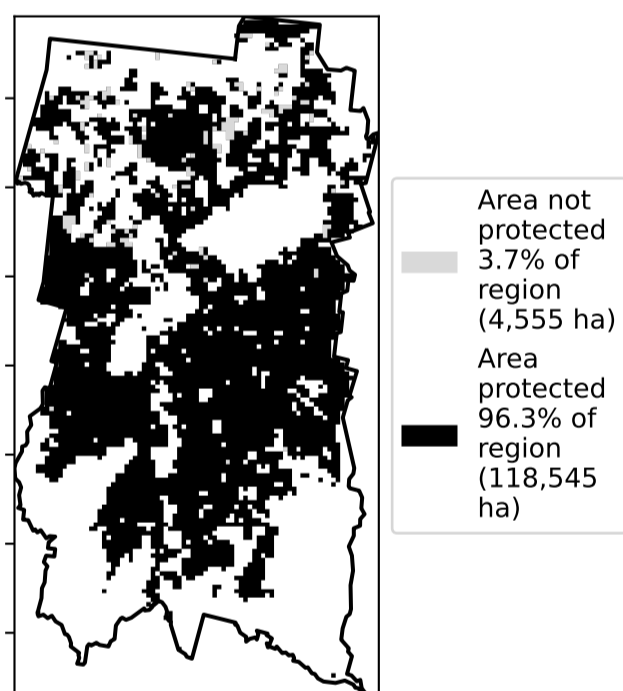 Area not
protected
3.7% of
region
(4,555 ha)
Area
protected
96.3% of
region
(118,545
ha)